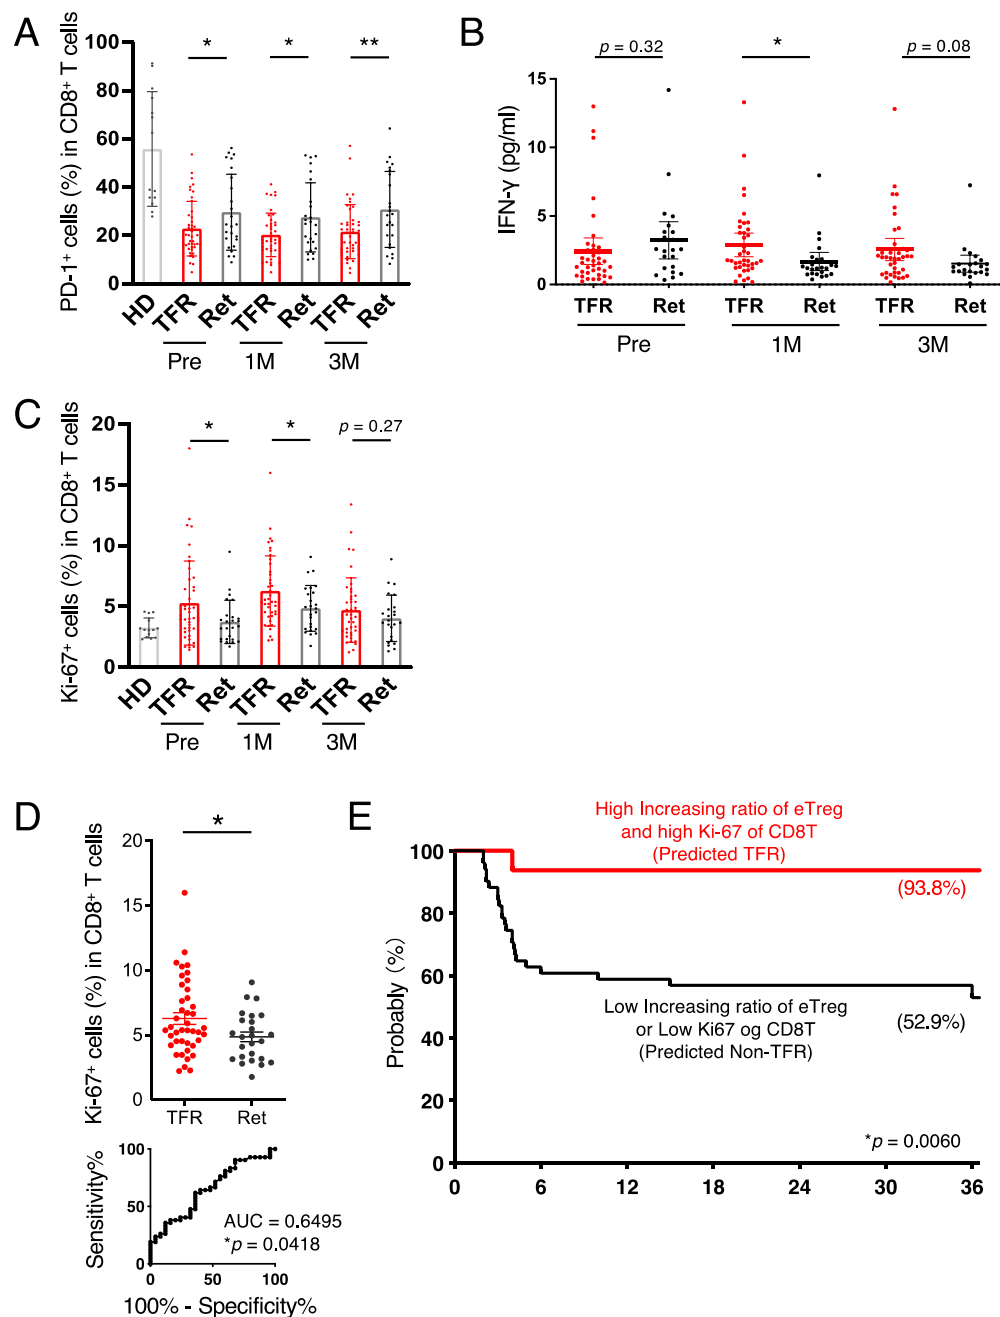 A
PD-1+ cells (%) in CD8+ T cells
100
80
60
40
20
0
*
*
**
HD
TFR
Ret
TFR
Ret
TFR
Ret
Pre
1M
3M
B
IFN-γ (pg/ml)
15
10
5
0
p = 0.32
*
p = 0.08
TFR
Ret
TFR
Ret
TFR
Ret
Pre
1M
3M
C
Ki-67+ cells (%) in CD8+ T cells
20
15
10
5
0
*
*
p = 0.27
HD
TFR
Ret
TFR
Ret
TFR
Ret
Pre
1M
3M
D
Ki-67+ cells (%) in CD8+ T cells
20
15
10
5
0
*
TFR
Ret
Sensitivity%
100
50
0
AUC = 0.6495
*p = 0.0418
0
50
100
100% - Specificity%
E
High Increasing ratio of eTreg
and high Ki-67 of CD8T
(Predicted TFR)
Probably (%)
100
80
60
40
20
0
(93.8%)
Low Increasing ratio of eTreg
or Low Ki67 og CD8T
(Predicted Non-TFR)
(52.9%)
*p = 0.0060
0
6
12
18
24
30
36